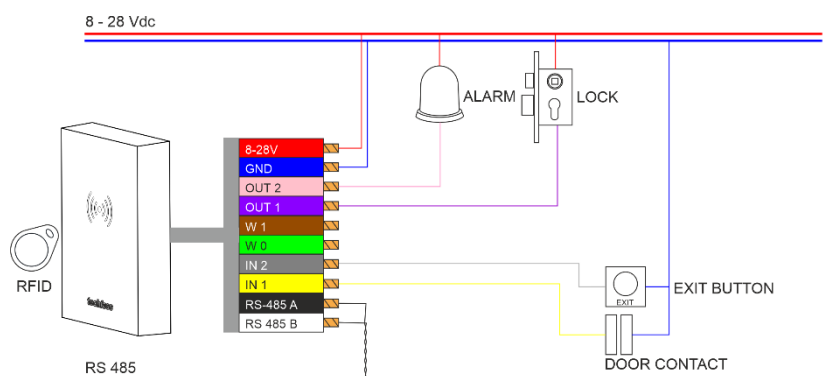 8 - 28 Vdc
ALARM
LOCK
8-28V
GND
OUT 2
OUT 1
W 1
W 0
IN 2
IN 1
RS-485 A
RS 485 B
RFID
EXIT
EXIT BUTTON
DOOR CONTACT
RS 485